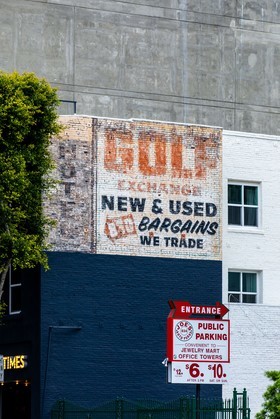 HOTEL
GOLF
EXCHANGE
NEW & USED
BARGAINS
WE TRADE
TIMES
ENTRANCE
PUBLIC
PARKING
CONVENIENT TO
JEWELRY MART
OFFICE TOWERS
$6. $10.